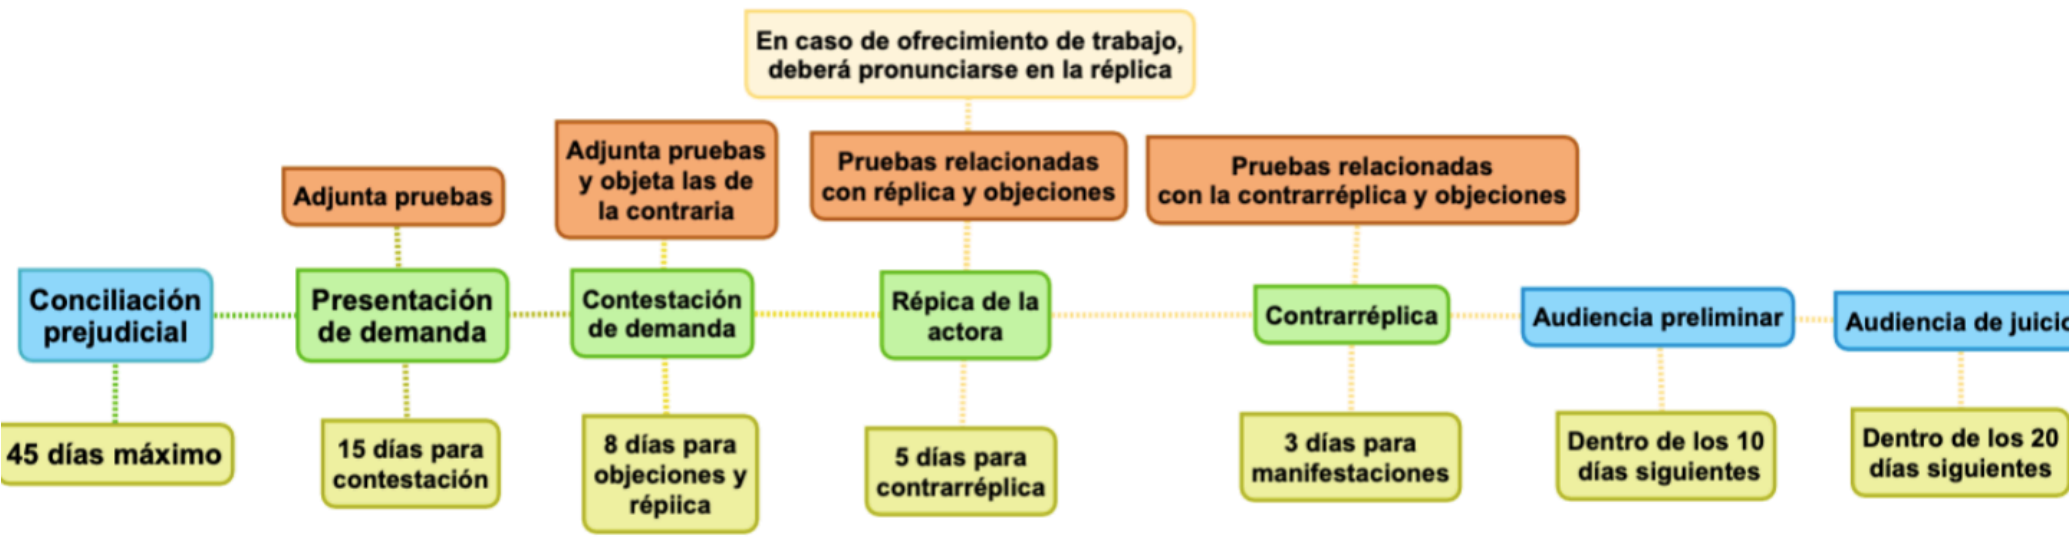 En caso de ofrecimiento de trabajo,
deberá pronunciarse en la réplica
Adjunta pruebas
Adjunta pruebas
y objeta las de
la contraria
Pruebas relacionadas
con réplica y objeciones
Pruebas relacionadas
con la contrarréplica y objeciones
Conciliación
prejudicial
Presentación
de demanda
Contestación
de demanda
Répica de la
actora
Contrarréplica
Audiencia preliminar
Audiencia de juicio
45 días máximo
15 días para
contestación
8 días para
objeciones y
répiica
5 días para
contrarréplica
3 días para
manifestaciones
Dentro de los 10
días siguientes
Dentro de los 20
días siguientes